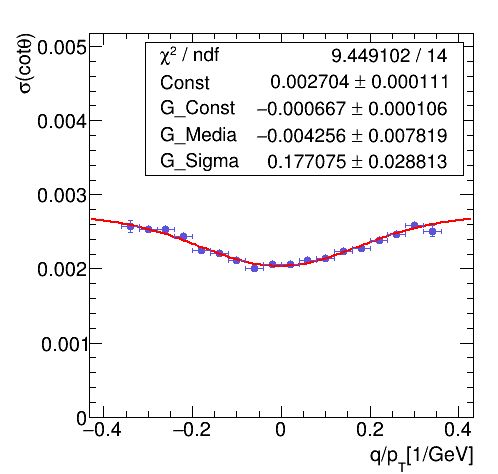 σ(cotθ)
χ² / ndf 9.449102 / 14
Const 0.002704 ± 0.000111
G_Const −0.000667 ± 0.000106
G_Media −0.004256 ± 0.007819
G_Sigma 0.177075 ± 0.028813
0.005
0.004
0.003
0.002
0.001
0
−0.4 −0.2 0 0.2 0.4
q/p_T[1/GeV]